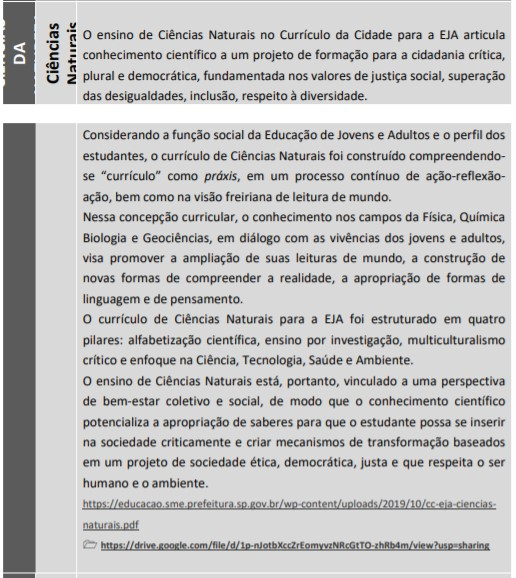 DA
Ciências
Naturais
O ensino de Ciências Naturais no Currículo da Cidade para a EJA articula
conhecimento científico a um projeto de formação para a cidadania crítica,
plural e democrática, fundamentada nos valores de justiça social, superação
das desigualdades, inclusão, respeito à diversidade.
Considerando a função social da Educação de Jovens e Adultos e o perfil dos
estudantes, o currículo de Ciências Naturais foi construído compreendendo-
se “currículo” como práxis, em um processo contínuo de ação-reflexão-
ação, bem como na visão freiriana de leitura de mundo.
Nessa concepção curricular, o conhecimento nos campos da Física, Química
Biologia e Geociências, em diálogo com as vivências dos jovens e adultos,
visa promover a ampliação de suas leituras de mundo, a construção de
novas formas de compreender a realidade, a apropriação de formas de
linguagem e de pensamento.
O currículo de Ciências Naturais para a EJA foi estruturado em quatro
pilares: alfabetização científica, ensino por investigação, multiculturalismo
crítico e enfoque na Ciência, Tecnologia, Saúde e Ambiente.
O ensino de Ciências Naturais está, portanto, vinculado a uma perspectiva
de bem-estar coletivo e social, de modo que o conhecimento científico
potencializa a apropriação de saberes para que o estudante possa se inserir
na sociedade criticamente e criar mecanismos de transformação baseados
em um projeto de sociedade ética, democrática, justa e que respeita o ser
humano e o ambiente.
https://educacao.sme.prefeitura.sp.gov.br/wp-content/uploads/2019/10/cc-eja-ciencias-
naturais.pdf
https://drive.google.com/file/d/1p-nJotbXccZrEomyvzNRcGtTO-zhRb4m/view?usp=sharing